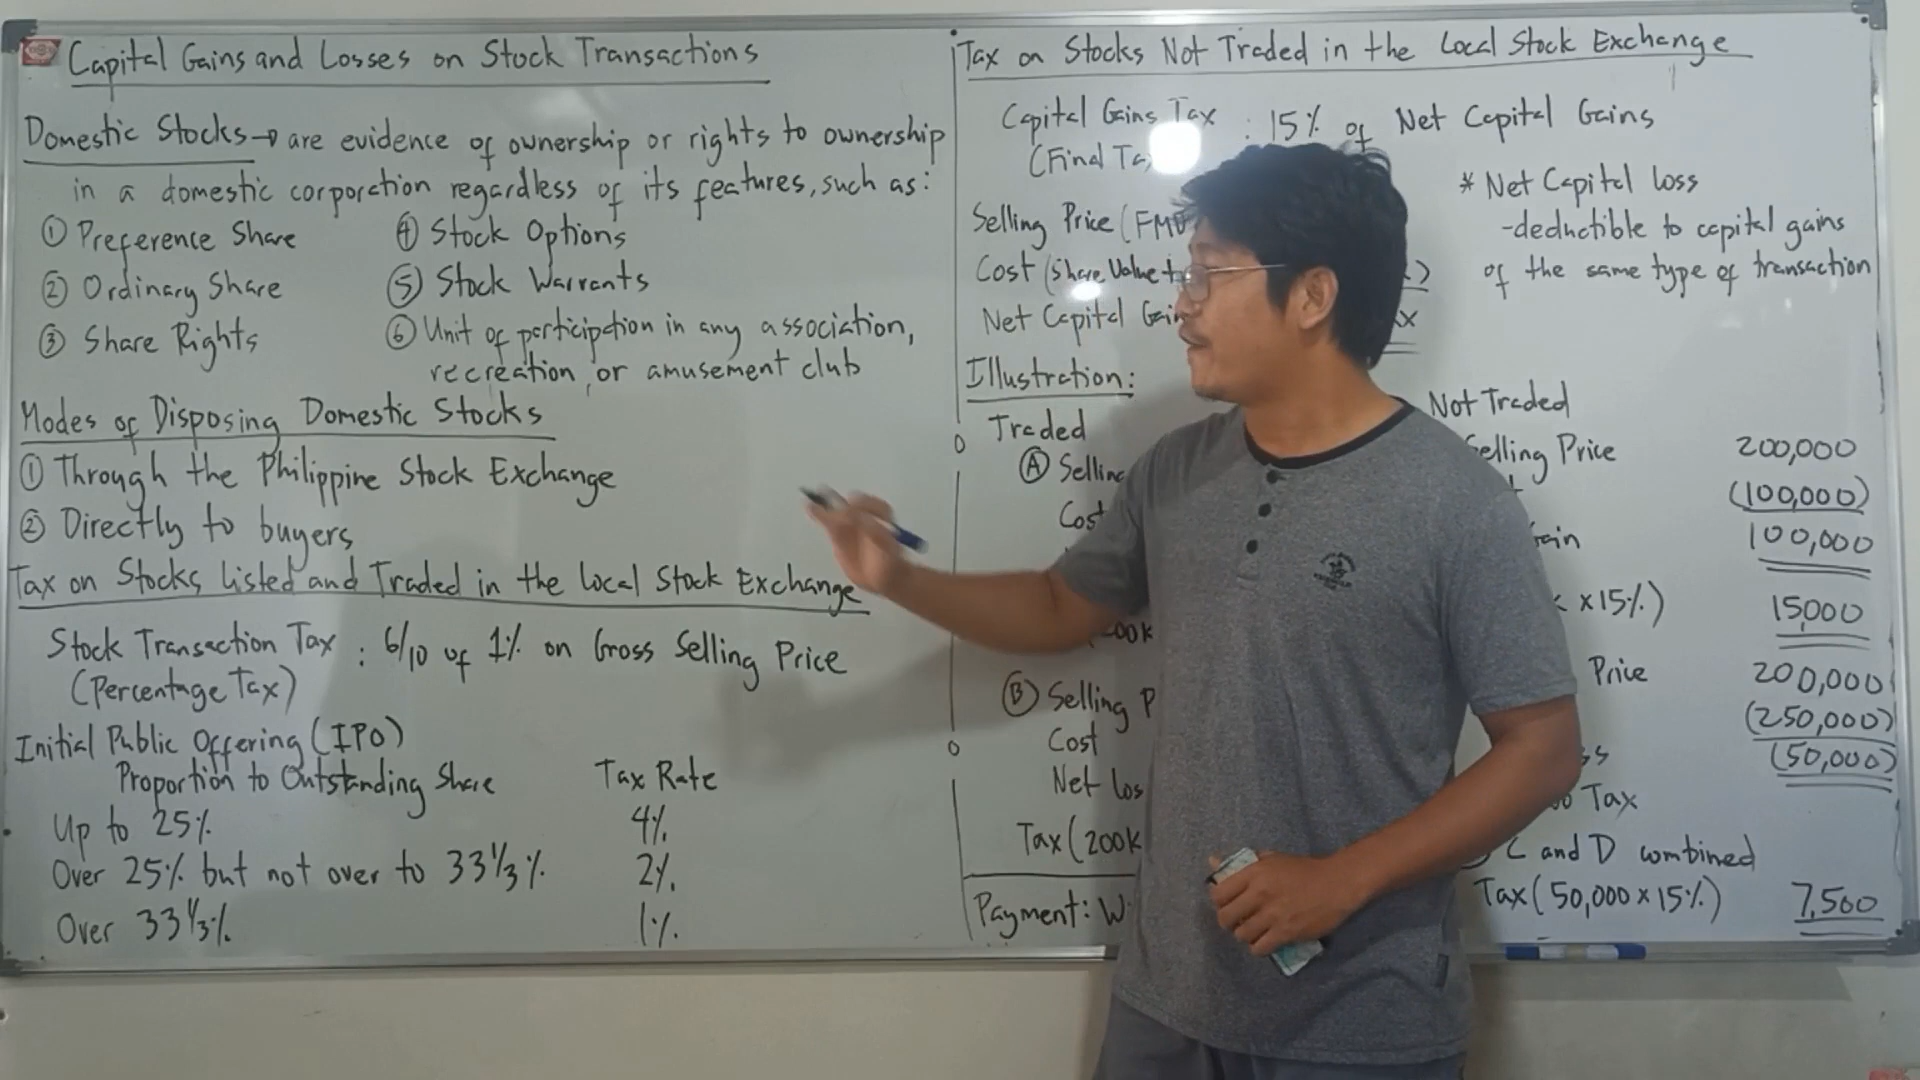 Capital Gains and Losses on Stock Transactions
Domestic Stocks → are evidence of ownership or rights to ownership
in a domestic corporation regardless of its features, such as:
① Preference Share
② Ordinary Share
③ Share Rights
④ Stock Options
⑤ Stock Warrants
⑥ Unit of participation in any association,
recreation, or amusement club
Modes of Disposing Domestic Stocks
① Through the Philippine Stock Exchange
② Directly to buyers
Tax on Stocks listed and Traded in the local Stock Exchange
Stock Transaction Tax : 6/10 of 1% on Gross Selling Price
(Percentage Tax)
Initial Public Offering (IPO)
Proportion to Outstanding Share Tax Rate
Up to 25% 4%
Over 25% but not over to 33 1/3% 2%
Over 33 1/3% 1%
Tax on Stocks Not Traded in the local Stock Exchange
Capital Gains Tax : 15% of Net Capital Gains
(Final
Selling Price (FMV
Cost (Share Value +
Net Capital
* Net Capital loss
-deductible to capital gains
of the same type of transaction
Illustration:
Traded
Ⓐ
Cost
Ⓑ Selling
Cost
Net
Tax (200K
Payment:
Not Traded
Price 200,000
(100,000)
100,000
x15%) 15,000
Price 200,000
(250,000)
(50,000)
Tax
C and D combined
Tax (50,000 x 15%) 7,500